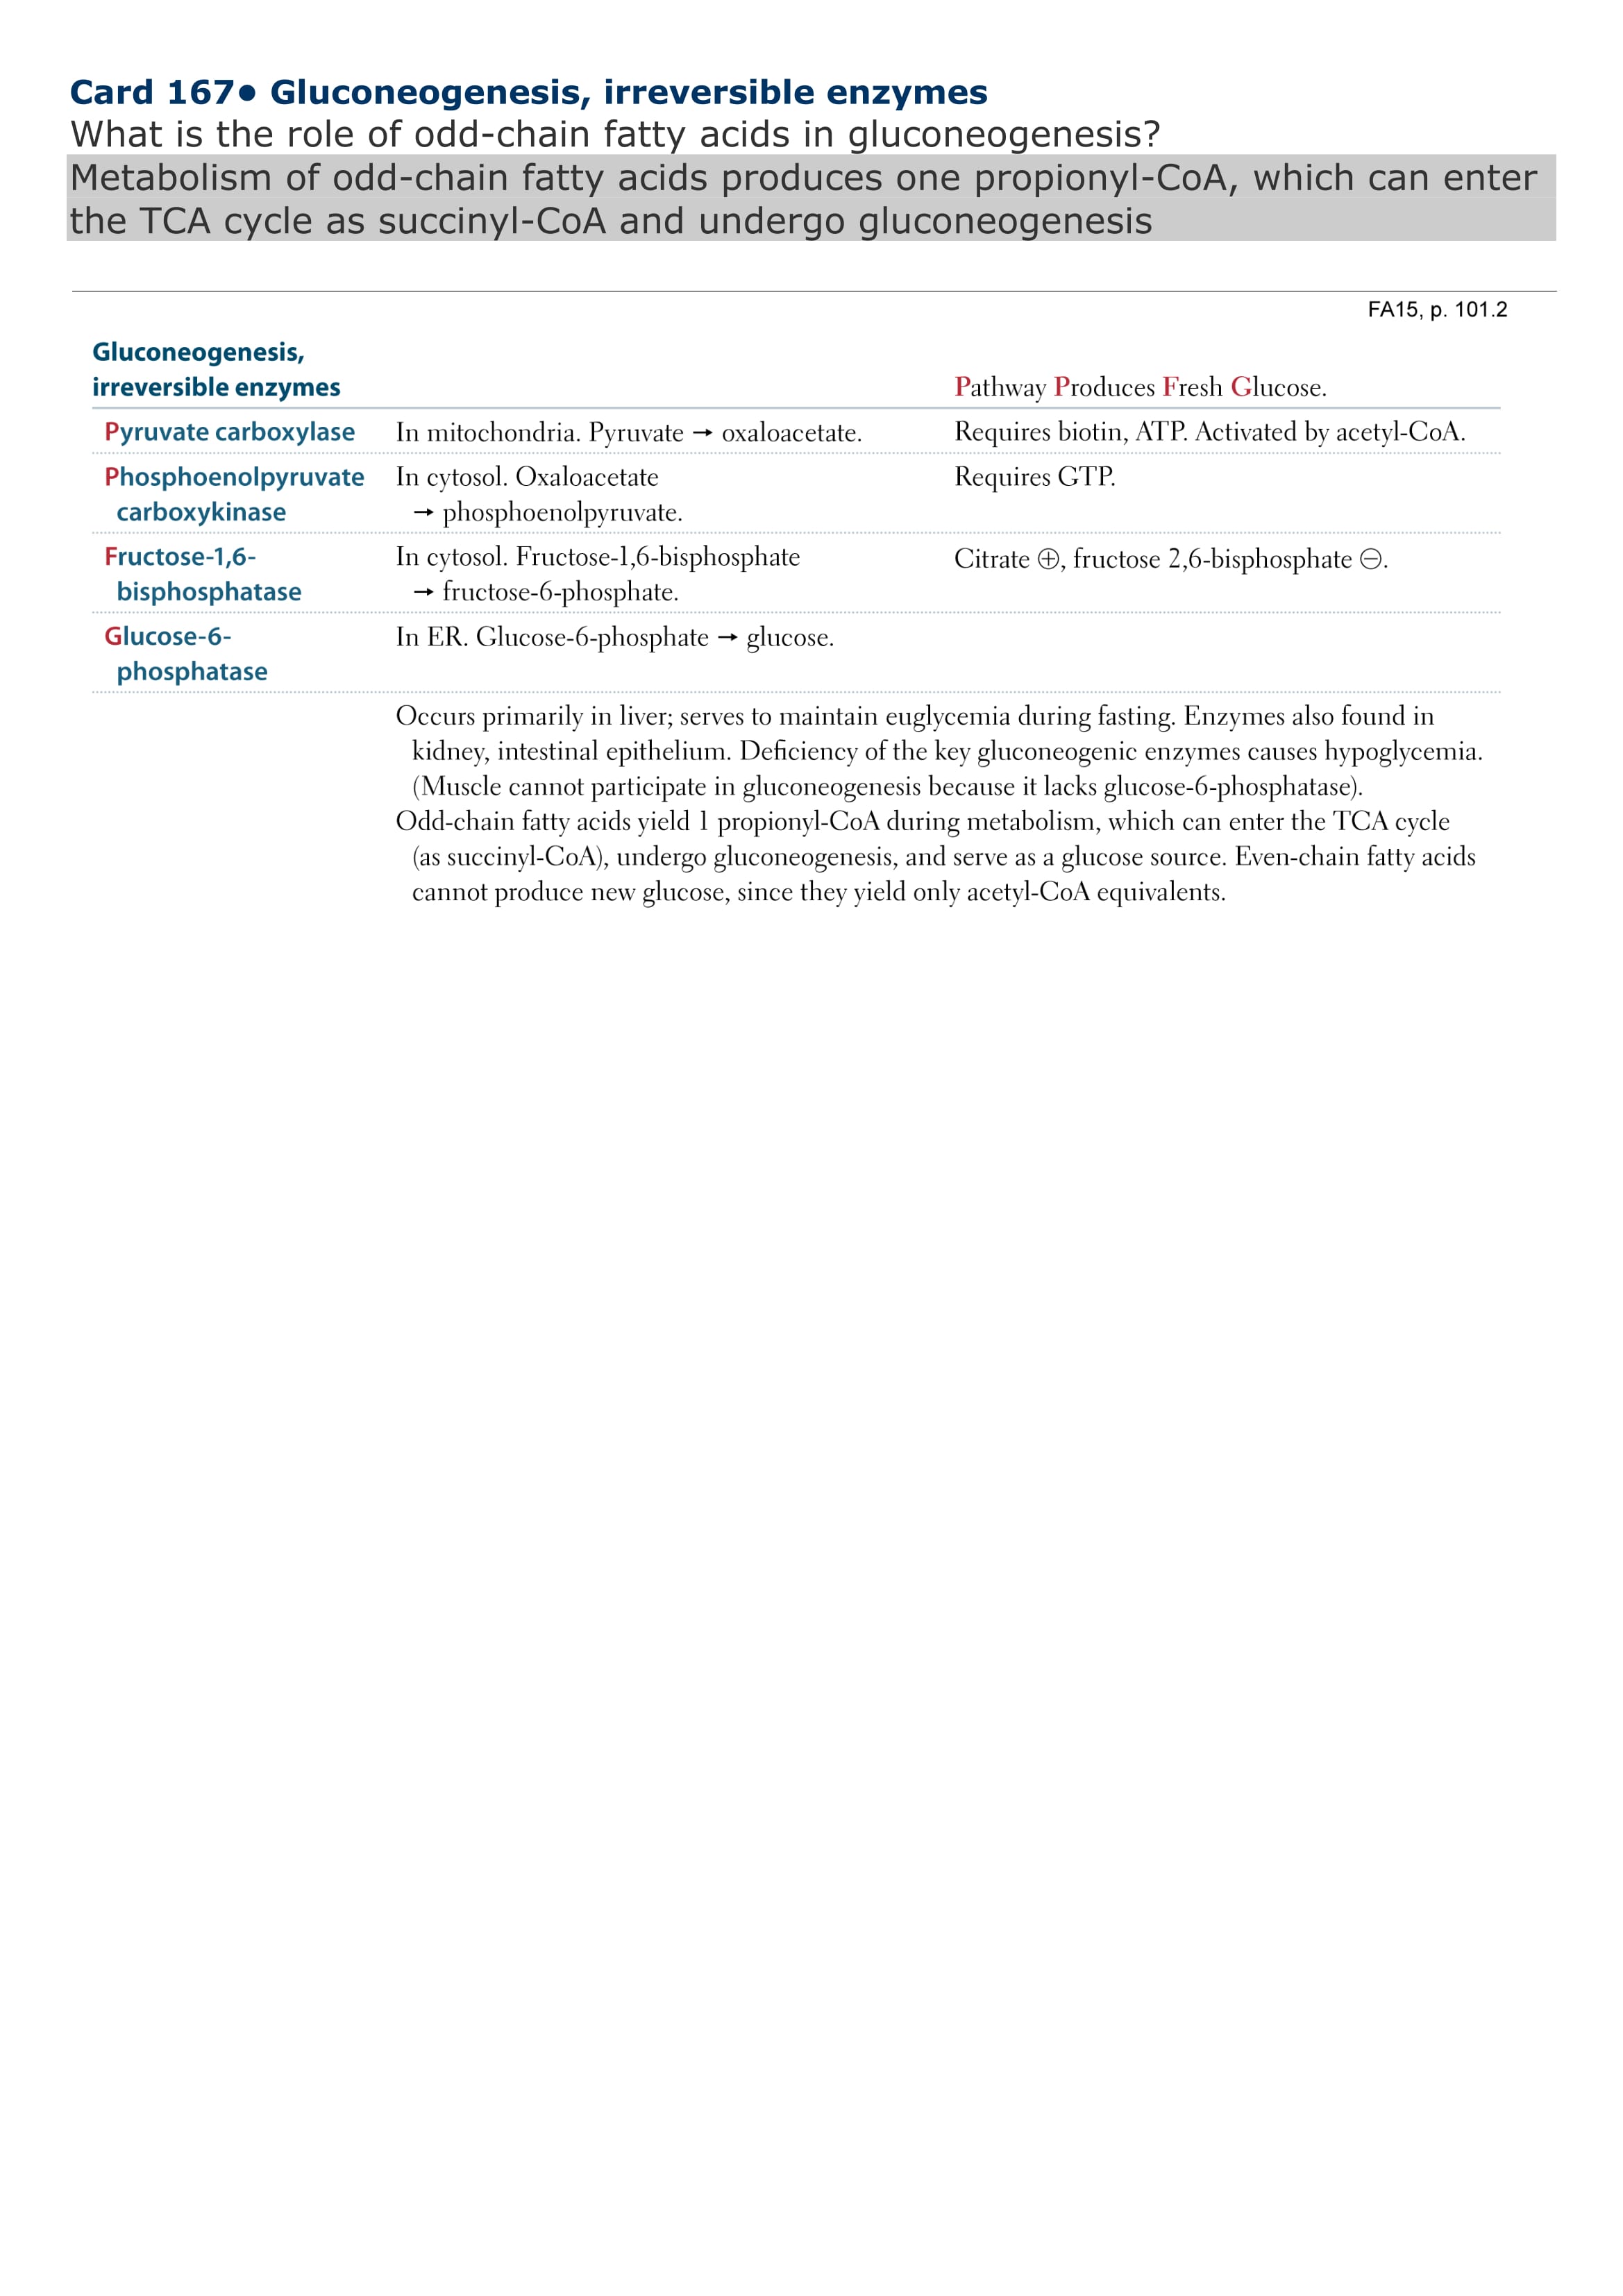 Card 167● Gluconeogenesis, irreversible enzymes
What is the role of odd-chain fatty acids in gluconeogenesis?
Metabolism of odd-chain fatty acids produces one propionyl-CoA, which can enter
the TCA cycle as succinyl-CoA and undergo gluconeogenesis
FA15, p. 101.2
Gluconeogenesis,
irreversible enzymes
Pathway Produces Fresh Glucose.
Pyruvate carboxylase
In mitochondria. Pyruvate → oxaloacetate.
Requires biotin, ATP. Activated by acetyl-CoA.
Phosphoenolpyruvate
carboxykinase
In cytosol. Oxaloacetate
→ phosphoenolpyruvate.
Requires GTP.
Fructose-1,6-
bisphosphatase
In cytosol. Fructose-1,6-bisphosphate
→ fructose-6-phosphate.
Citrate ⊕, fructose 2,6-bisphosphate ⊖.
Glucose-6-
phosphatase
In ER. Glucose-6-phosphate → glucose.
Occurs primarily in liver; serves to maintain euglycemia during fasting. Enzymes also found in
kidney, intestinal epithelium. Deficiency of the key gluconeogenic enzymes causes hypoglycemia.
(Muscle cannot participate in gluconeogenesis because it lacks glucose-6-phosphatase).
Odd-chain fatty acids yield 1 propionyl-CoA during metabolism, which can enter the TCA cycle
(as succinyl-CoA), undergo gluconeogenesis, and serve as a glucose source. Even-chain fatty acids
cannot produce new glucose, since they yield only acetyl-CoA equivalents.